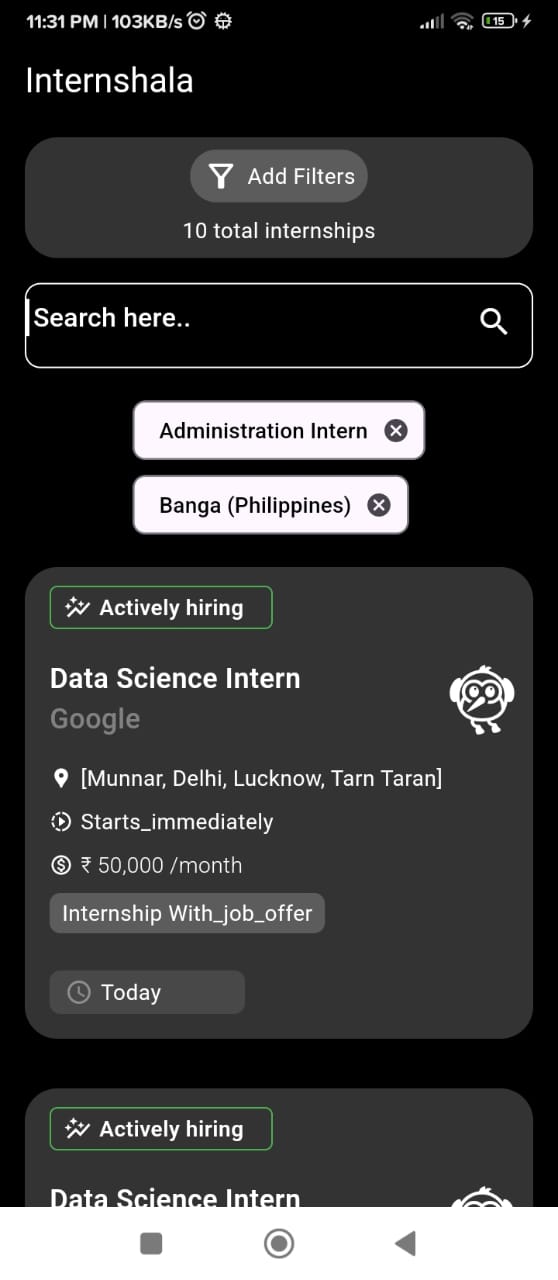 11:31 PM | 103KB/s
15
Internshala
Add Filters
10 total internships
Search here..
Administration Intern
Banga (Philippines)
Actively hiring
Data Science Intern
Google
[Munnar, Delhi, Lucknow, Tarn Taran]
Starts_immediately
₹ 50,000 /month
Internship With_job_offer
Today
Actively hiring
Data Science Intern